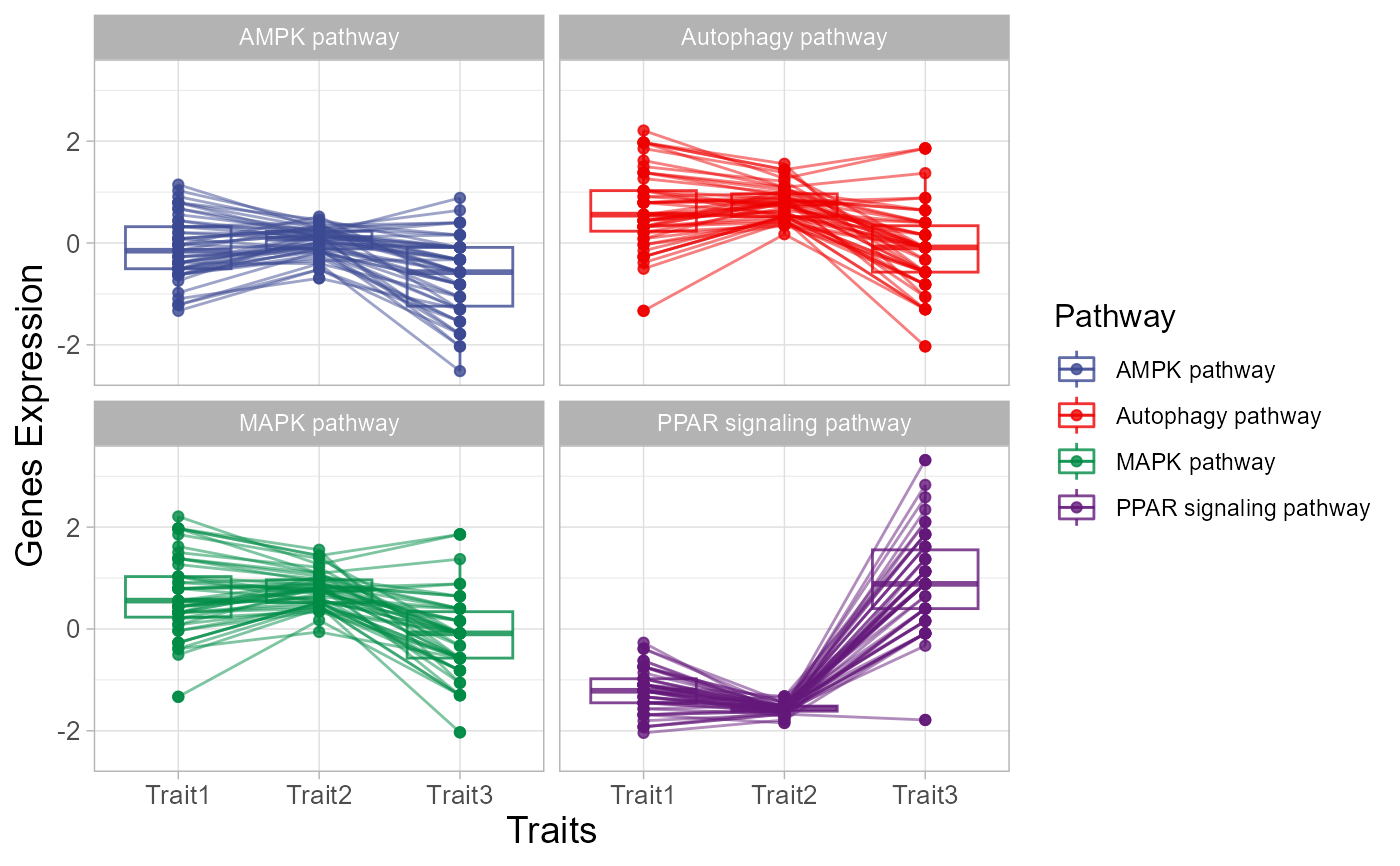 AMPK pathway
Autophagy pathway
2
0
-2
MAPK pathway
PPAR signaling pathway
2
0
-2
Trait1
Trait2
Trait3
Trait1
Trait2
Trait3
Traits
Genes Expression
Pathway
AMPK pathway
Autophagy pathway
MAPK pathway
PPAR signaling pathway